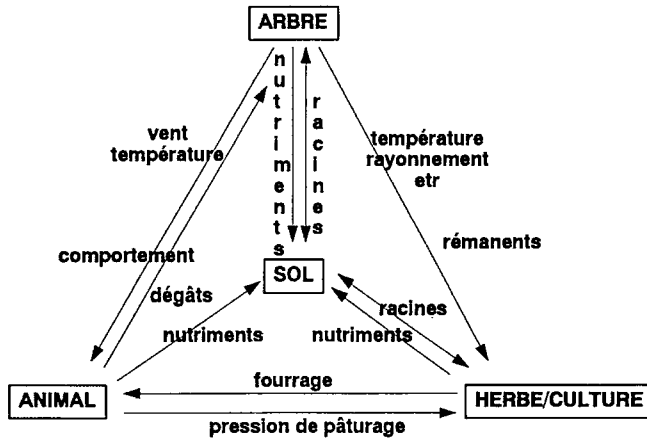 ARBRE
nutriments
racines
vent
température
température
rayonnement
etr
comportement
rémanents
SOL
dégâts
racines
nutriments
nutriments
fourrage
ANIMAL
HERBE/CULTURE
pression de pâturage